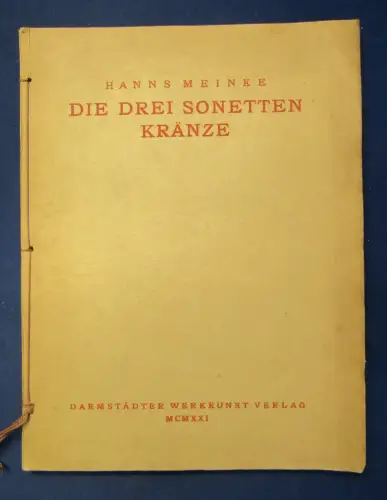 HANNS MEINKE
DIE DREI SONETTEN
KRÄNZE
DARMSTÄDTER WERKKUNST VERLAG
MCMXXI